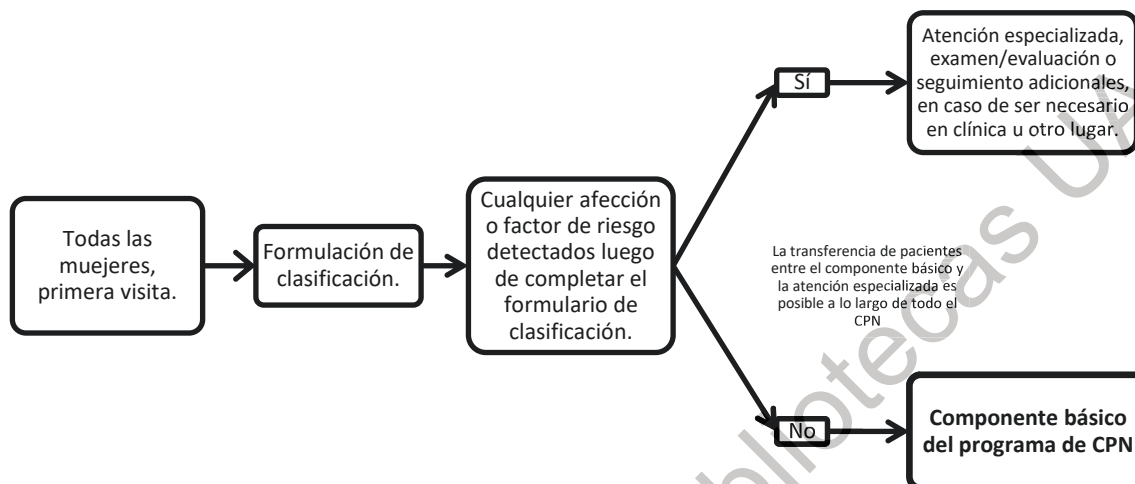 Todas las
muejeres,
primera visita.
Formulación de
clasificación.
Cualquier afección
o factor de riesgo
detectados luego
de completar el
formulario de
clasificación.
Sí
Atención especializada,
examen/evaluación o
seguimiento adicionales,
en caso de ser necesario
en clínica u otro lugar.
La transferencia de pacientes
entre el componente básico y
la atención especializada es
posible a lo largo de todo el
CPN
No
Componente básico
del programa de CPN
bliotecas UA